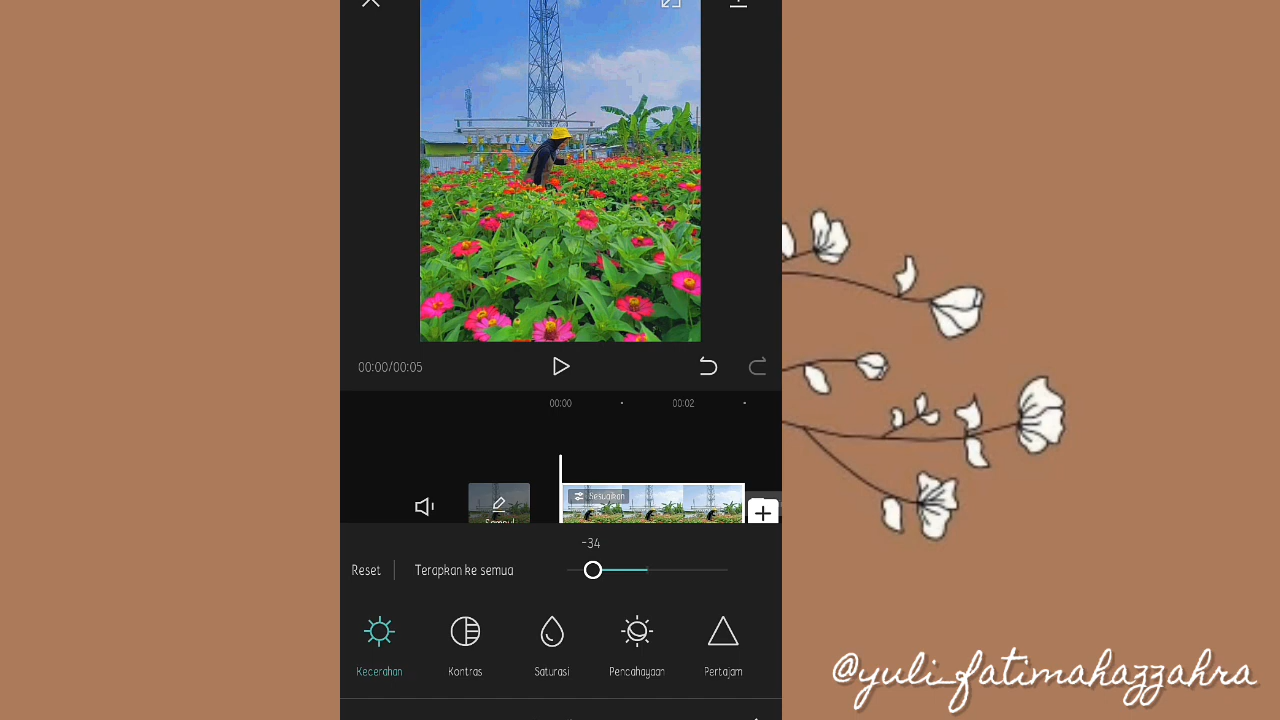 00:00/00:05
00:00
00:02
Sesuaikan
Sampul
-34
Reset
Terapkan ke semua
Kecerahan
Kontras
Saturasi
Pencahayaan
Pertajam
@yuli_fatimahazzahra